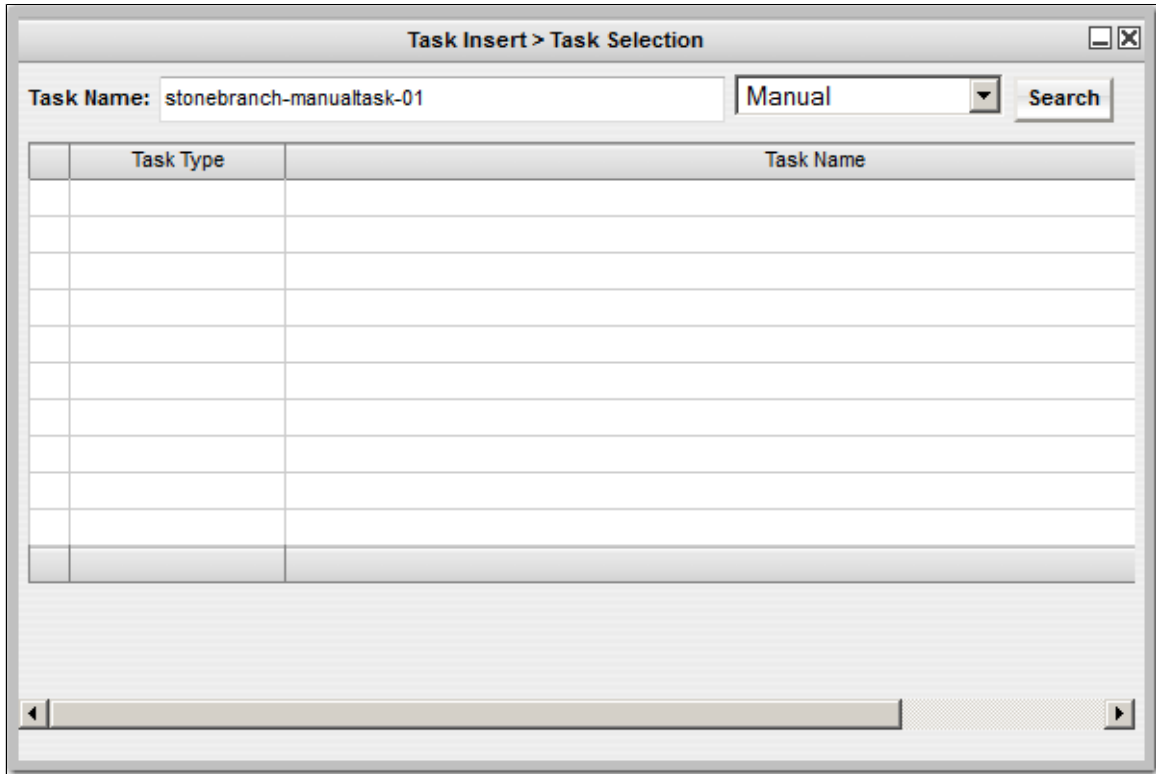 Task Insert > Task Selection
Task Name: stonebranch-manualtask-01 Manual Search
Task Type Task Name